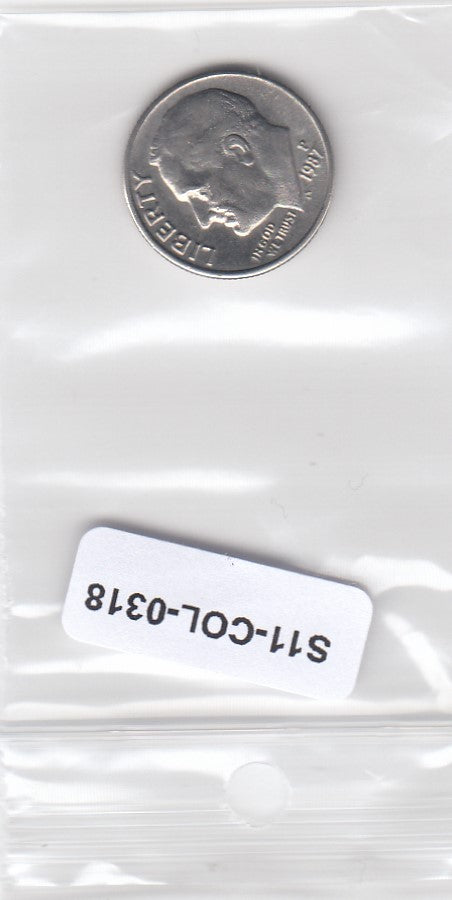 LIBERTY
IN GOD
WE TRUST
P
1987
S11-COL-0318